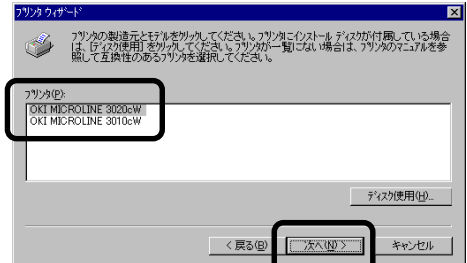 ﾌﾟﾘﾝﾀ ｳｨｻﾞｰﾄﾞ
ﾌﾟﾘﾝﾀの製造元とﾓﾃﾞﾙをｸﾘｯｸしてください。ﾌﾟﾘﾝﾀにｲﾝｽﾄｰﾙ ﾃﾞｨｽｸが付属している場合
は、[ﾃﾞｨｽｸ使用] をｸﾘｯｸしてください。ﾌﾟﾘﾝﾀが一覧にない場合は、ﾌﾟﾘﾝﾀのﾏﾆｭｱﾙを参
照して互換性のあるﾌﾟﾘﾝﾀを選択してください。
ﾌﾟﾘﾝﾀ(P):
OKI MICROLINE 3020cW
OKI MICROLINE 3010cW
ﾃﾞｨｽｸ使用(H)...
< 戻る(B)
次へ(N) >
ｷｬﾝｾﾙ